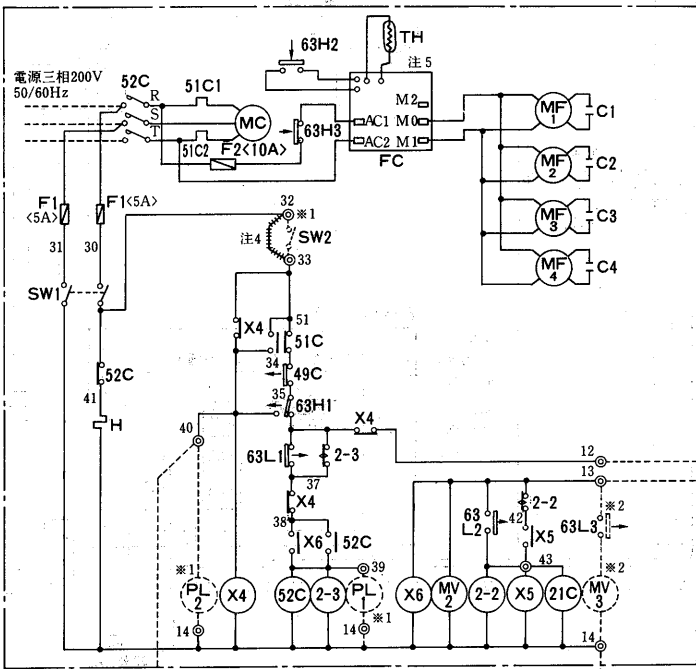 63H2
TH
注5
電源三相200V
50/60Hz
52C
R
S
T
51C1
MC
51C2
F2<10A>
63H3
M2
AC1
M0
AC2
M1
FC
MF
1
C1
MF
2
C2
MF
3
C3
MF
4
C4
F1
<5A>
F1<5A>
31
30
32
※1
注4
SW2
33
SW1
X4
51
51C
34
49C
35
63H1
52C
41
H
40
X4
12
13
63L1
2-3
37
X4
38
X6
52C
39
63
L2
42
2-2
X5
※2
63L3
43
※1
PL
2
X4
52C
2-3
PL
1
※1
X6
MV
2
2-2
X5
21C
※2
MV
3
14
14
14